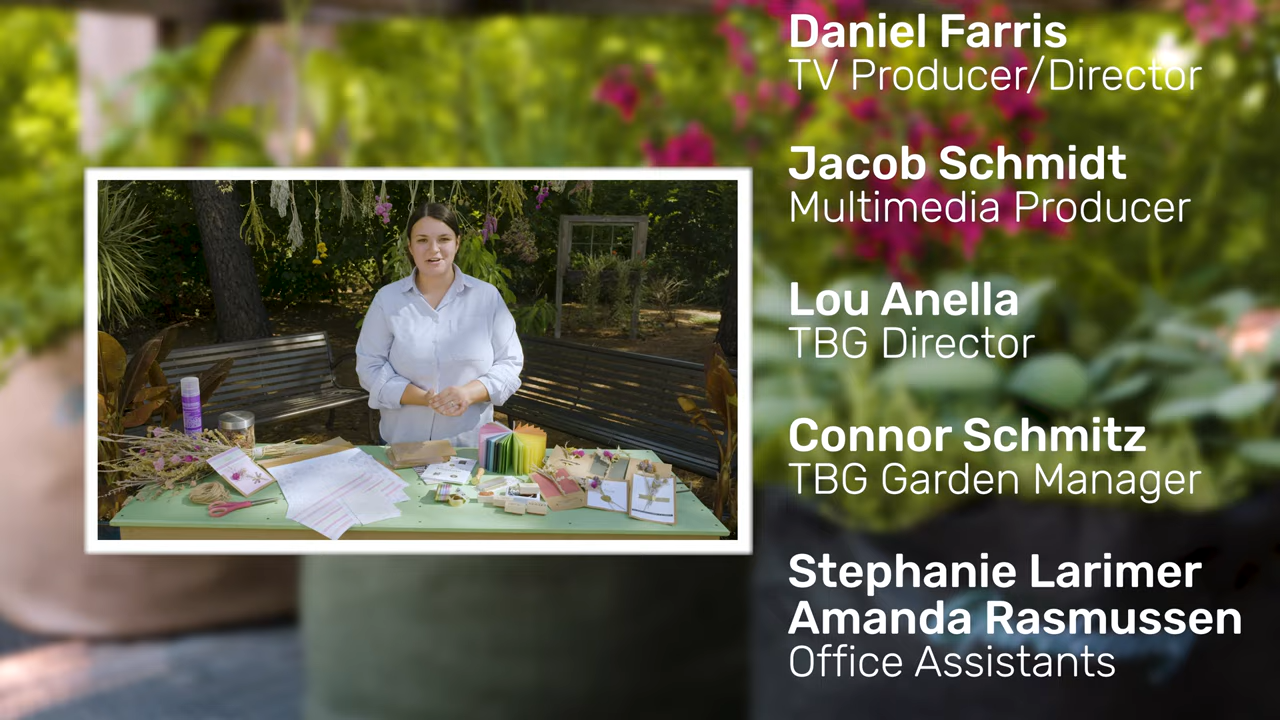 Daniel Farris
TV Producer/Director
Jacob Schmidt
Multimedia Producer
Lou Anella
TBG Director
Connor Schmitz
TBG Garden Manager
Stephanie Larimer
Amanda Rasmussen
Office Assistants